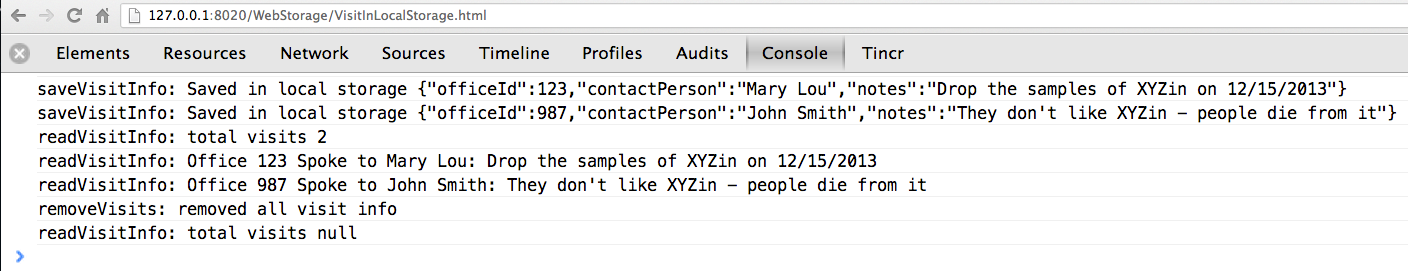 127.0.0.1:8020/WebStorage/VisitInLocalStorage.html
Elements Resources Network Sources Timeline Profiles Audits Console Tincr
saveVisitInfo: Saved in local storage {"officeId":123,"contactPerson":"Mary Lou","notes":"Drop the samples of XYZin on 12/15/2013"}
saveVisitInfo: Saved in local storage {"officeId":987,"contactPerson":"John Smith","notes":"They don't like XYZin – people die from it"}
readVisitInfo: total visits 2
readVisitInfo: Office 123 Spoke to Mary Lou: Drop the samples of XYZin on 12/15/2013
readVisitInfo: Office 987 Spoke to John Smith: They don't like XYZin – people die from it
removeVisits: removed all visit info
readVisitInfo: total visits null